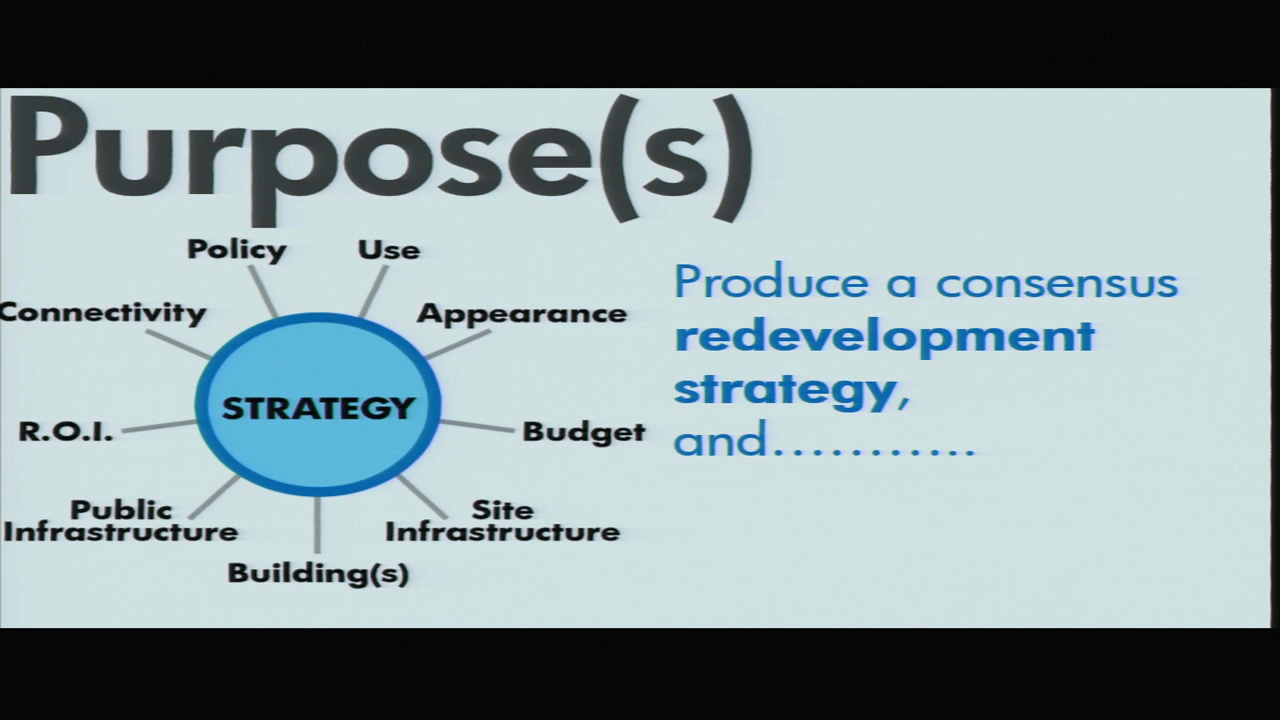 Purpose(s)
Policy
Use
Connectivity
Appearance
STRATEGY
R.O.I.
Budget
Public
Infrastructure
Site
Infrastructure
Building(s)
Produce a consensus
redevelopment
strategy,
and...........